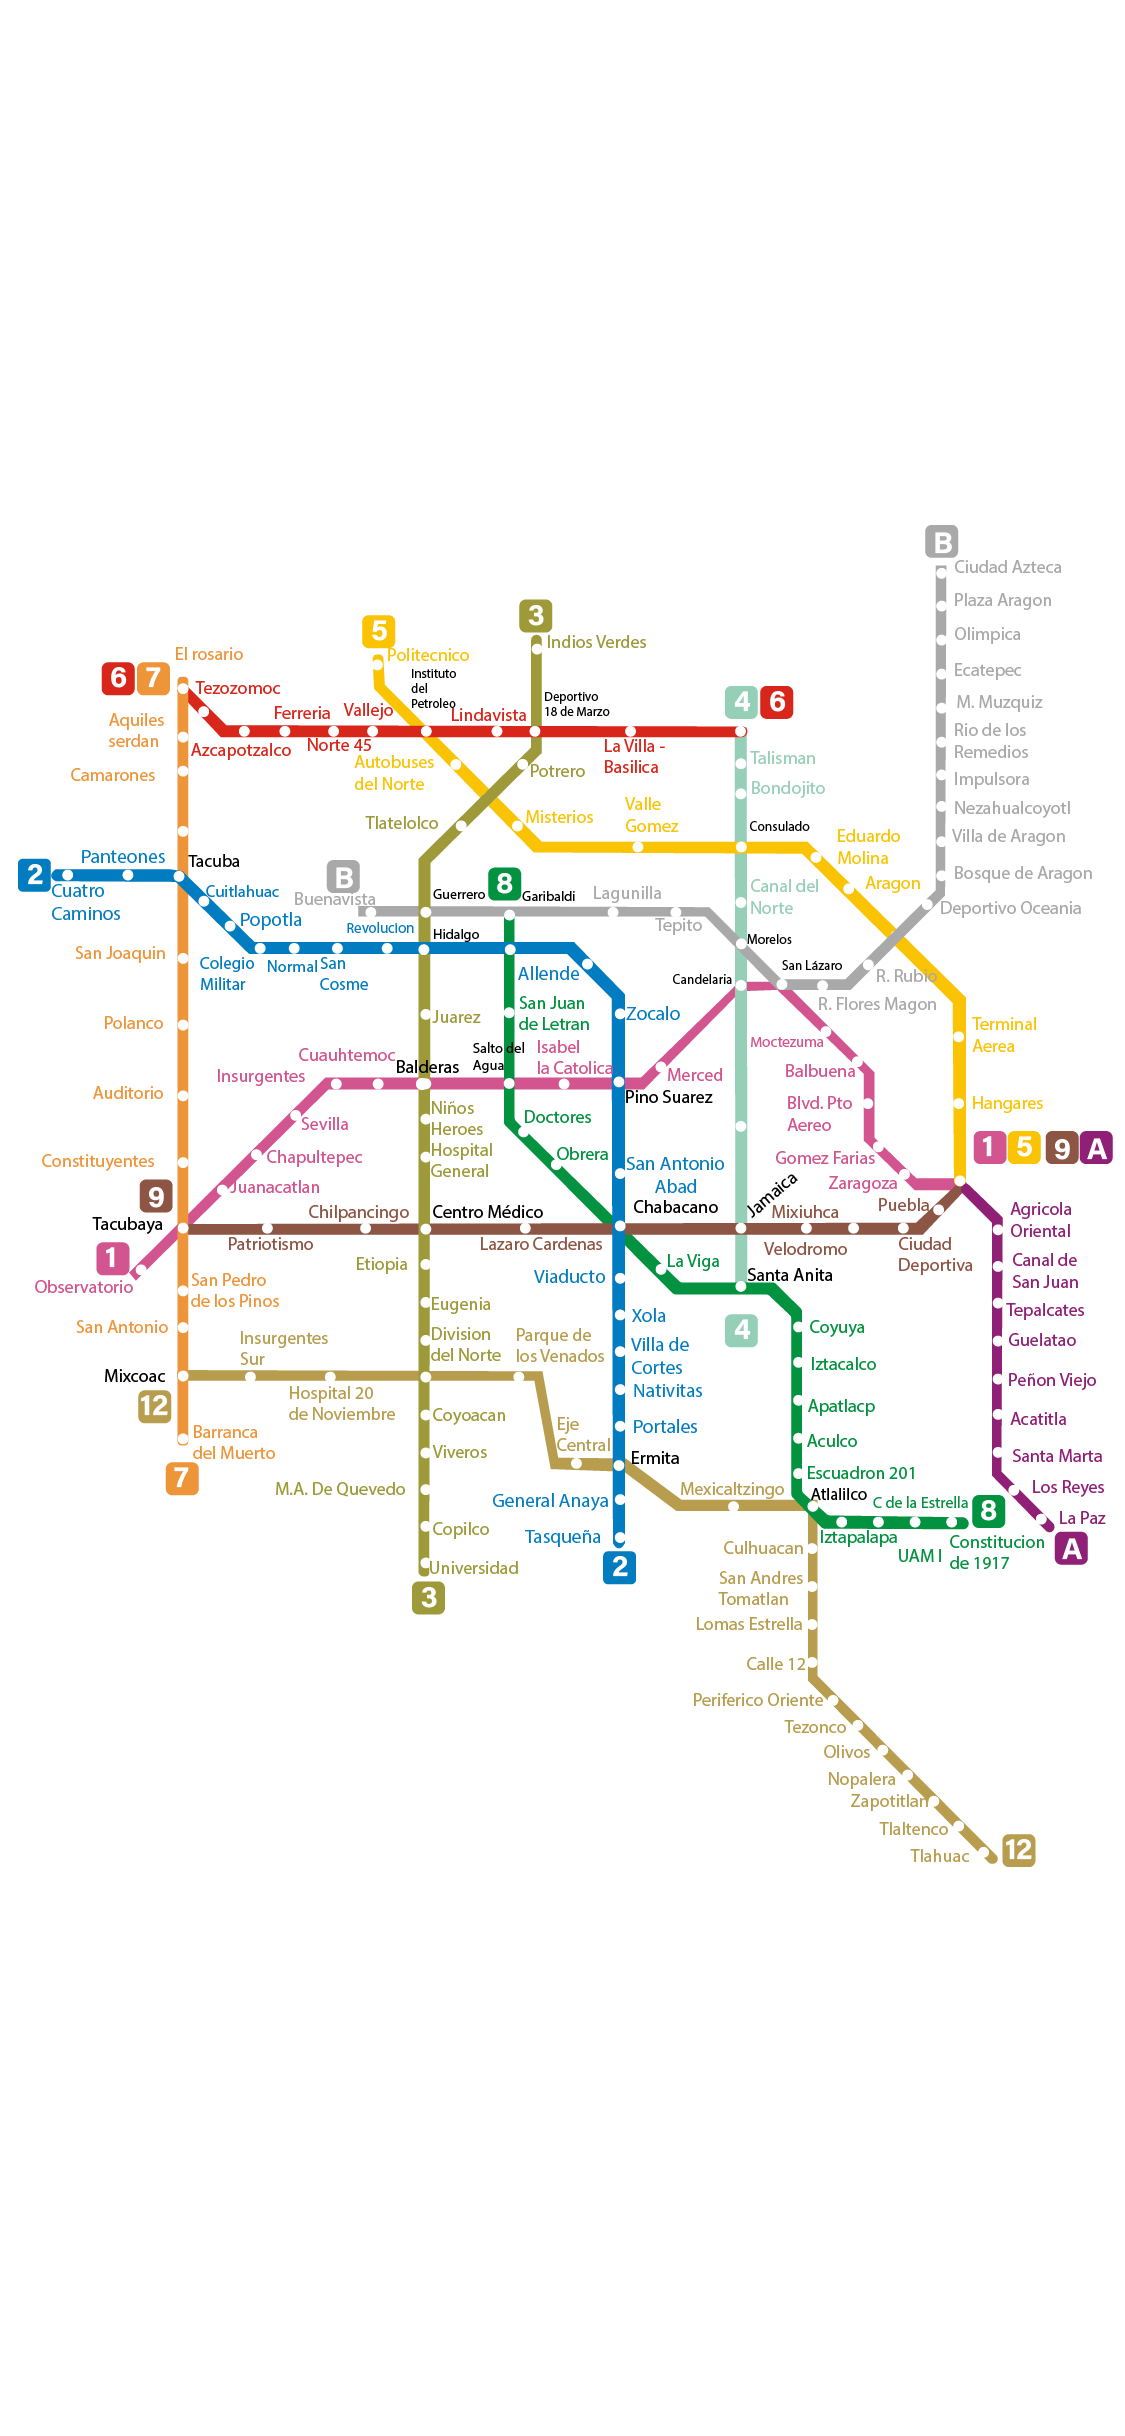 B
Ciudad Azteca
Plaza Aragon
Olimpica
Ecatepec
M. Muzquiz
Rio de los
Remedios
Impulsora
Nezahualcoyotl
Villa de Aragon
Bosque de Aragon
Deportivo Oceania
R. Rubio
R. Flores Magon
3
Indios Verdes
5
Politecnico
Instituto
del
Petroleo
Deportivo
18 de Marzo
El rosario
6
7
Tezozomoc
Aquiles
serdan
Azcapotzalco
Ferreria
Norte 45
Vallejo
Lindavista
La Villa -
Basilica
4
6
Talisman
Bondojito
Camarones
Autobuses
del Norte
Potrero
Misterios
Tlatelolco
Valle
Gomez
Consulado
Eduardo
Molina
Aragon
2
Panteones
Cuatro
Caminos
Tacuba
Cuitlahuac
Popotla
Colegio
Militar
Normal
San
Cosme
Revolucion
B
Buenavista
Guerrero
Hidalgo
8
Garibaldi
Lagunilla
Tepito
Canal del
Norte
Morelos
San Lázaro
Candelaria
Allende
Zocalo
San Joaquin
Polanco
Auditorio
Constituyentes
Juarez
San Juan
de Letran
Salto del
Agua
Isabel
la Catolica
Cuauhtemoc
Insurgentes
Balderas
Pino Suarez
Merced
Moctezuma
Balbuena
Blvd. Pto
Aereo
Gomez Farias
Zaragoza
Terminal
Aerea
Hangares
1
5
9
A
Sevilla
Chapultepec
Juanacatlan
Niños
Heroes
Hospital
General
Doctores
Obrera
San Antonio
Abad
9
Tacubaya
1
Observatorio
Patriotismo
Chilpancingo
Centro Médico
Lazaro Cardenas
Chabacano
Jamaica
Mixiuhca
Velodromo
Puebla
Ciudad
Deportiva
Agricola
Oriental
Canal de
San Juan
Tepalcates
Guelatao
Peñon Viejo
Acatitla
Santa Marta
Los Reyes
La Paz
A
San Pedro
de los Pinos
San Antonio
Mixcoac
12
Barranca
del Muerto
7
Insurgentes
Sur
Hospital 20
de Noviembre
Etiopia
Eugenia
Division
del Norte
Parque de
los Venados
Coyoacan
Viveros
M.A. De Quevedo
Copilco
Universidad
3
Viaducto
Xola
Villa de
Cortes
Nativitas
Portales
Eje
Central
Ermita
General Anaya
Tasqueña
2
La Viga
Santa Anita
4
Coyuya
Iztacalco
Apatlacp
Aculco
Escuadron 201
Mexicaltzingo
Atlalilco
C de la Estrella
8
Iztapalapa
UAM I
Constitucion
de 1917
Culhuacan
San Andres
Tomatlan
Lomas Estrella
Calle 12
Periferico Oriente
Tezonco
Olivos
Nopalera
Zapotitlan
Tlaltenco
Tlahuac
12